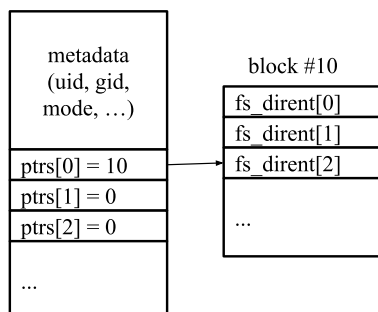 metadata
(uid, gid,
mode, …)
ptrs[0] = 10
ptrs[1] = 0
ptrs[2] = 0
...
block #10
fs_dirent[0]
fs_dirent[1]
fs_dirent[2]
...